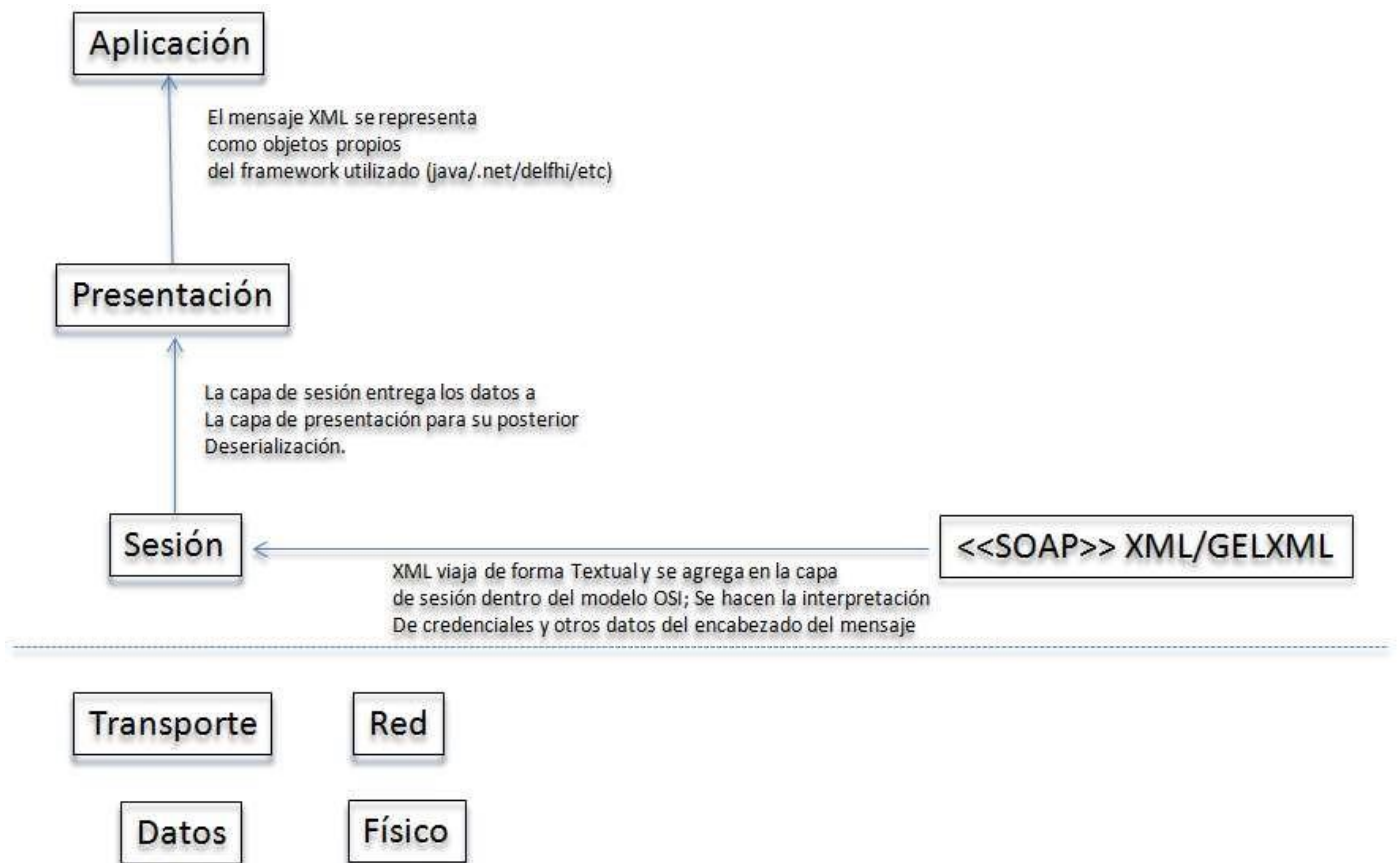 Aplicación
El mensaje XML se representa
como objetos propios
del framework utilizado (java/.net/delfhi/etc)
Presentación
La capa de sesión entrega los datos a
La capa de presentación para su posterior
Deserialización.
Sesión
<<SOAP>> XML/GELXML
XML viaja de forma Textual y se agrega en la capa
de sesión dentro del modelo OSI; Se hacen la interpretación
De credenciales y otros datos del encabezado del mensaje
Transporte
Red
Datos
Físico